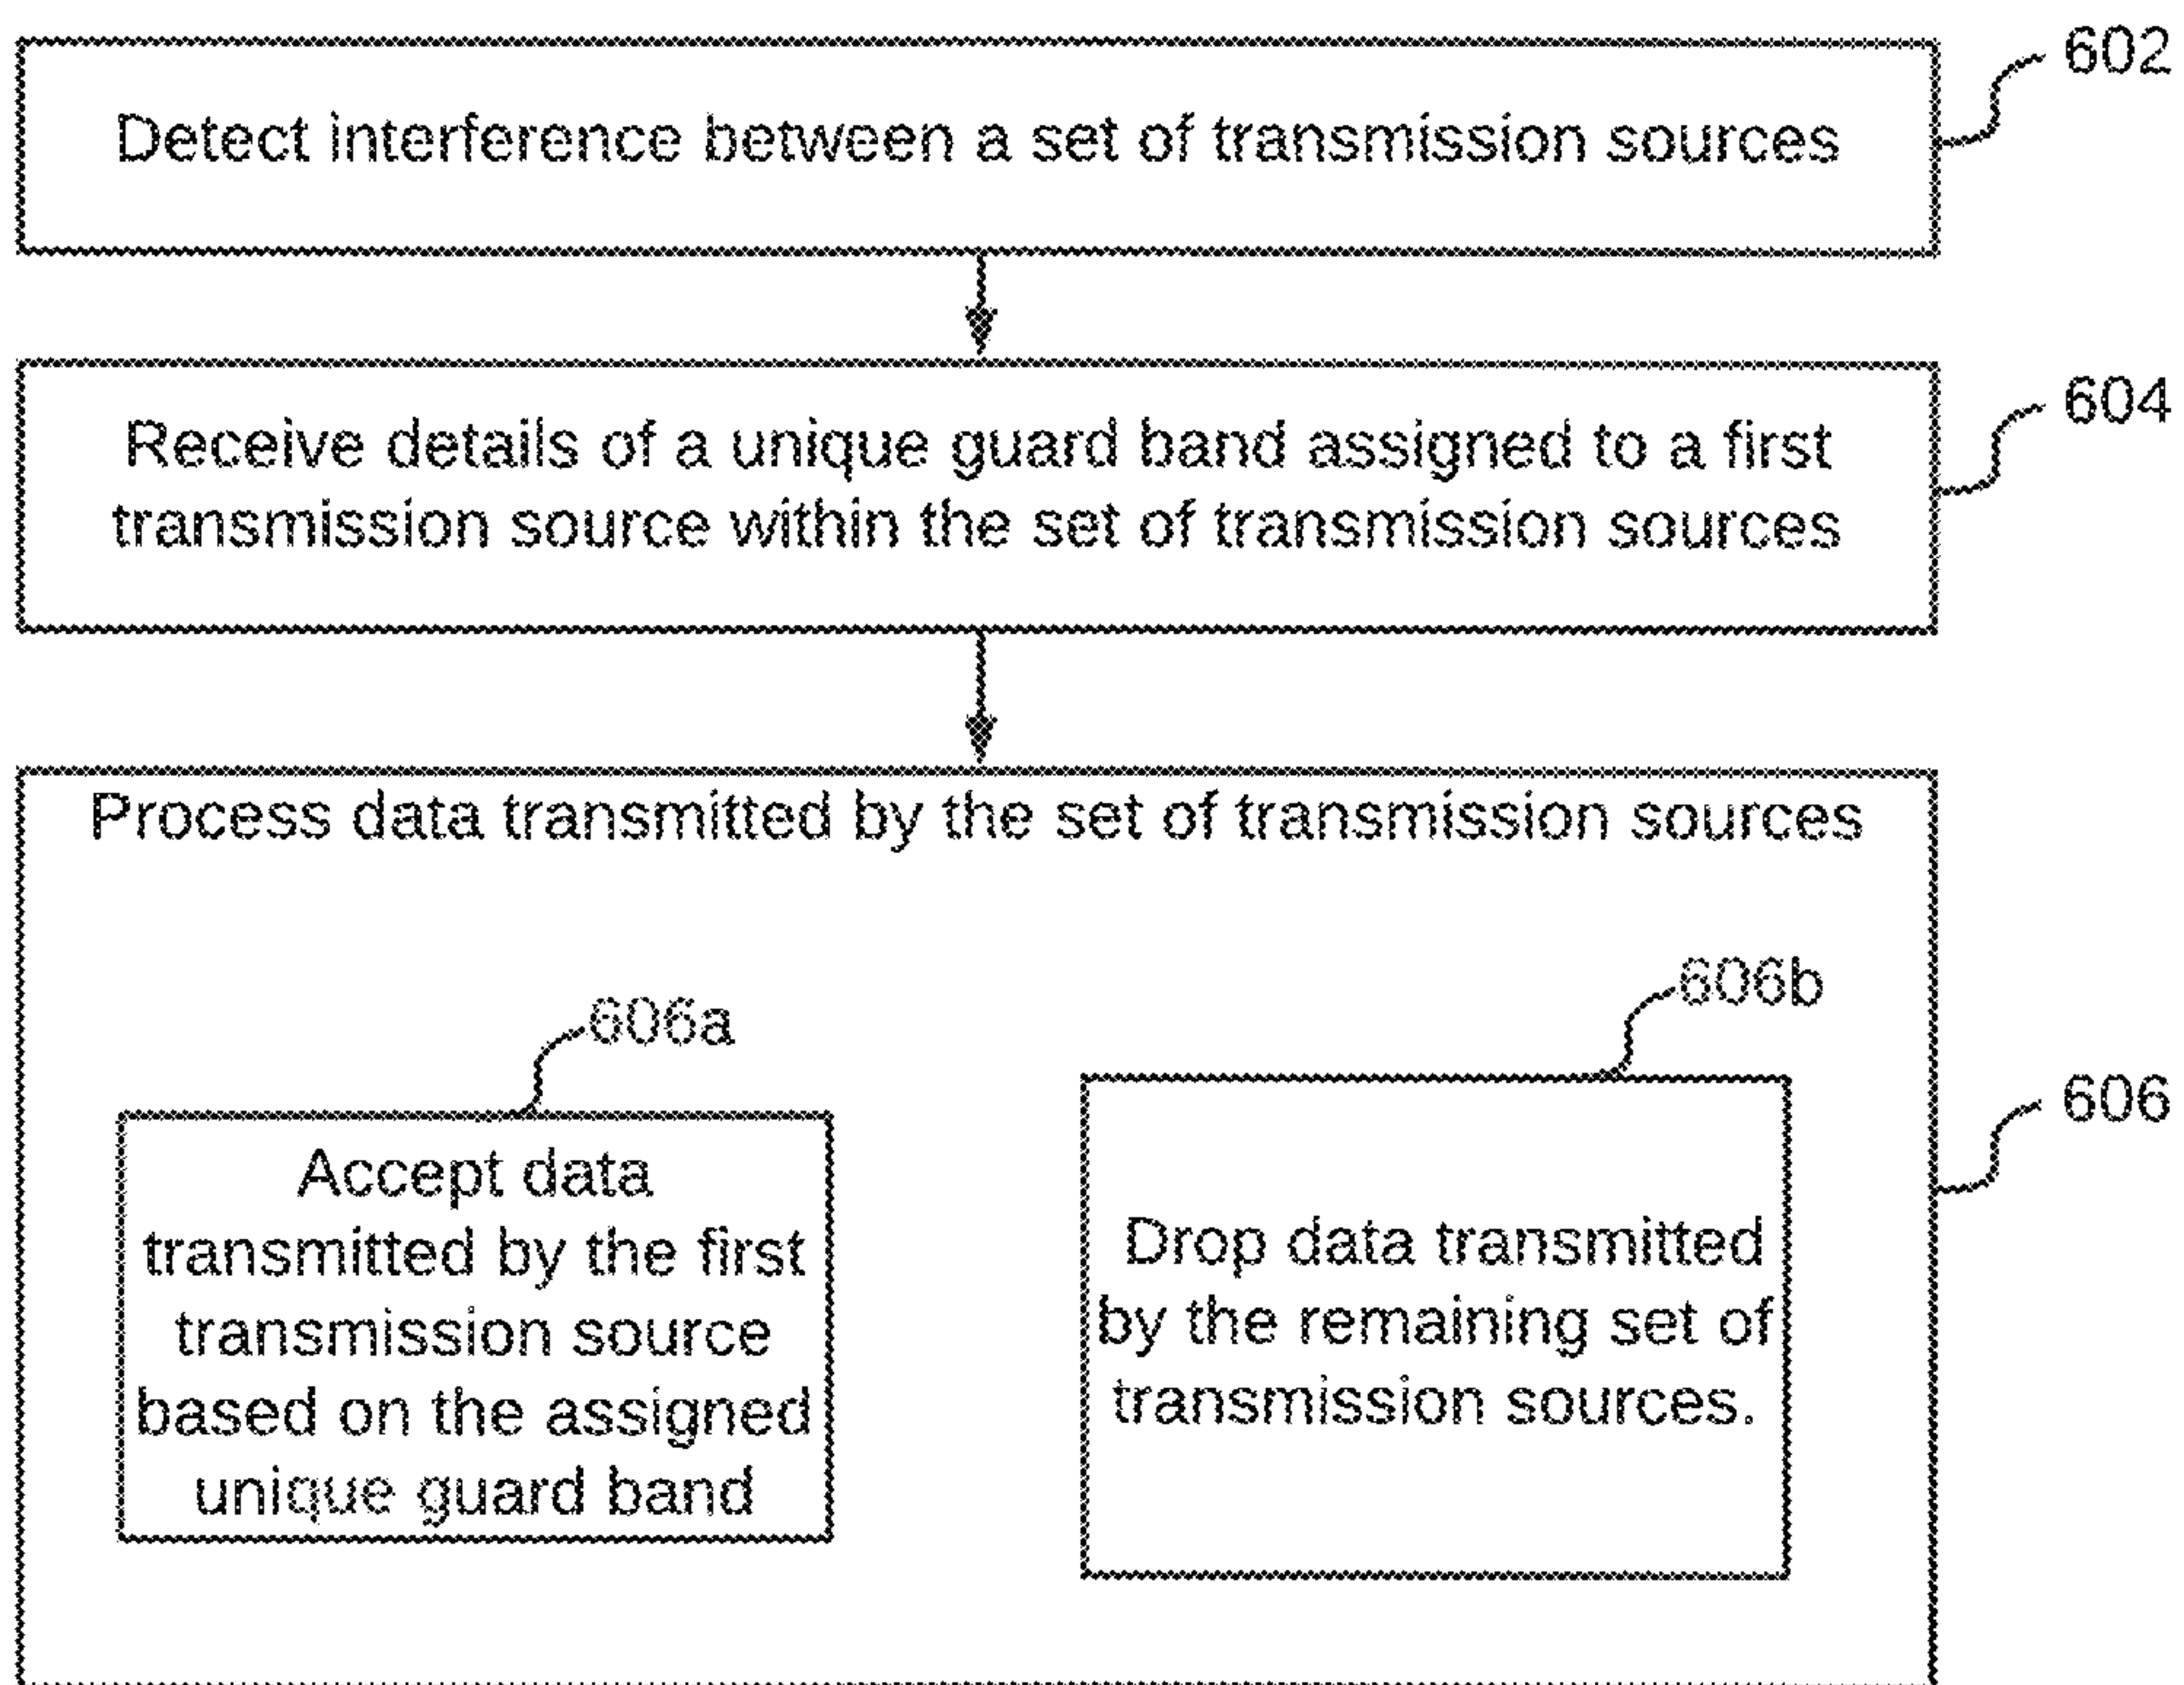 602
Detect interference between a set of transmission sources
604
Receive details of a unique guard band assigned to a first
transmission source within the set of transmission sources
Process data transmitted by the set of transmission sources
606
606a
Accept data
transmitted by the first
transmission source
based on the assigned
unique guard band
606b
Drop data transmitted
by the remaining set of
transmission sources.